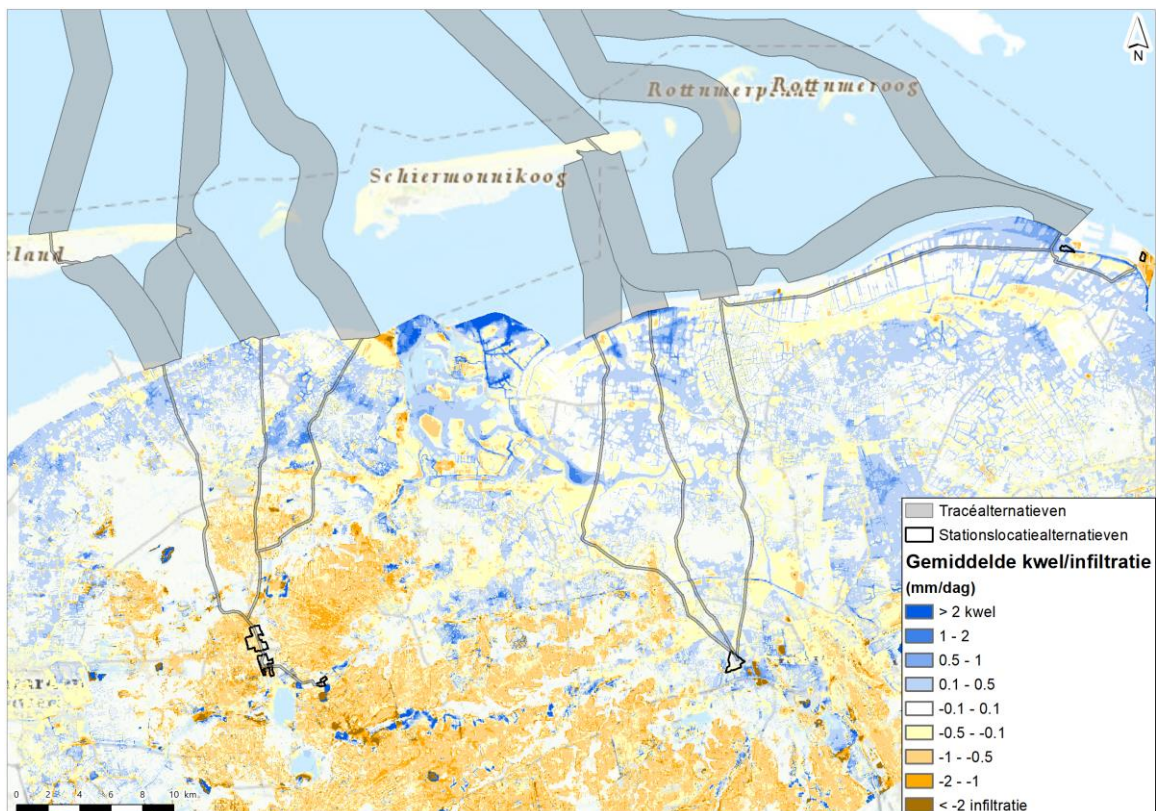 N
Rottumerplaat
Rottumeroog
Schiermonnikoog
eland
Tracéalternatieven
Stationslocatiealternatieven
Gemiddelde kwel/infiltratie
(mm/dag)
> 2 kwel
1 - 2
0.5 - 1
0.1 - 0.5
-0.1 - 0.1
-0.5 - -0.1
-1 - -0.5
-2 - -1
< -2 infiltratie
0 2 4 6 8 10 km